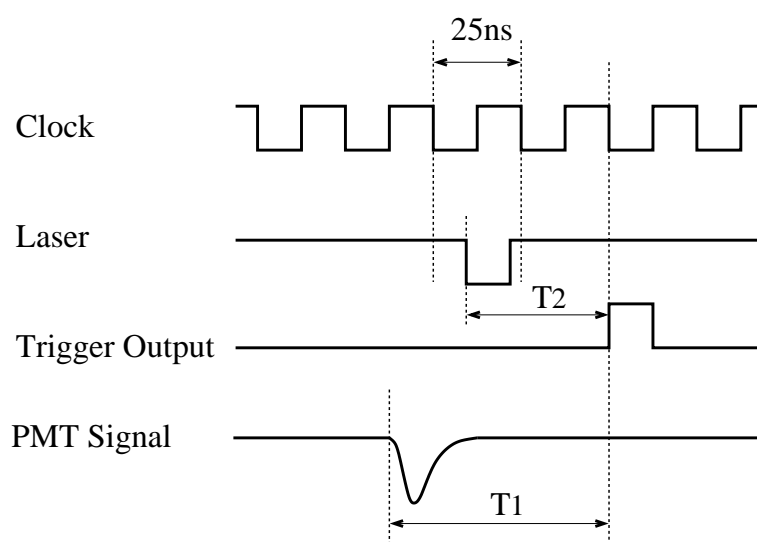 25ns
Clock
Laser
T2
Trigger Output
PMT Signal
T1